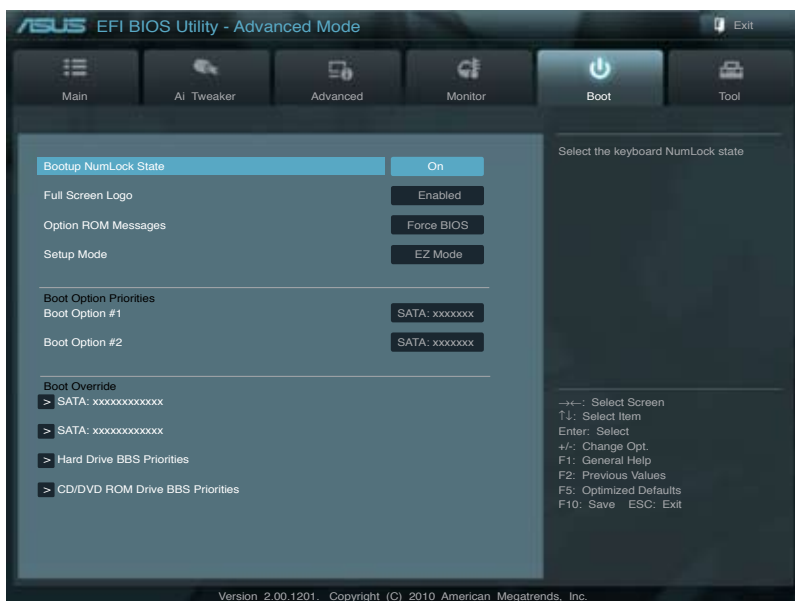 ASUS EFI BIOS Utility - Advanced Mode
Exit
Main
Ai Tweaker
Advanced
Monitor
Boot
Tool
Bootup NumLock State On
Full Screen Logo Enabled
Option ROM Messages Force BIOS
Setup Mode EZ Mode
Boot Option Priorities
Boot Option #1 SATA: xxxxxxx
Boot Option #2 SATA: xxxxxxx
Boot Override
> SATA: xxxxxxxxxxxx
> SATA: xxxxxxxxxxxx
> Hard Drive BBS Priorities
> CD/DVD ROM Drive BBS Priorities
Select the keyboard NumLock state
→←: Select Screen
↑↓: Select Item
Enter: Select
+/-: Change Opt.
F1: General Help
F2: Previous Values
F5: Optimized Defaults
F10: Save ESC: Exit
Version 2.00.1201. Copyright (C) 2010 American Megatrends, Inc.